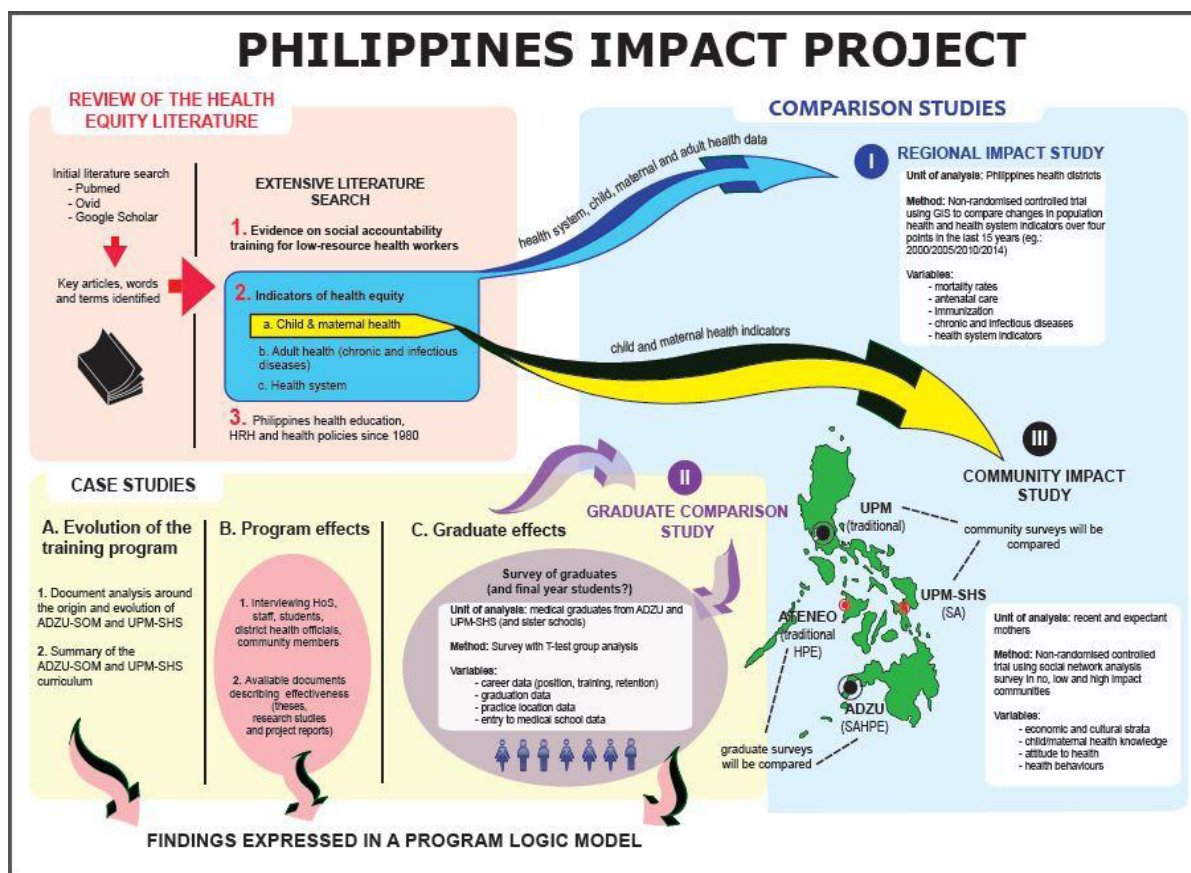 PHILIPPINES IMPACT PROJECT
REVIEW OF THE HEALTH
EQUITY LITERATURE
Initial literature search
- Pubmed
- Ovid
- Google Scholar
Key articles, words
and terms identified
EXTENSIVE LITERATURE
SEARCH
1. Evidence on social accountability
training for low-resource health workers
2. Indicators of health equity
a. Child & maternal health
b. Adult health (chronic and infectious
diseases)
c. Health system
3. Philippines health education,
HRH and health policies since 1980
COMPARISON STUDIES
health system, child, maternal and adult health data
child and maternal health indicators
I REGIONAL IMPACT STUDY
Unit of analysis: Philippines health districts
Method: Non-randomised controlled trial
using GIS to compare changes in population
health and health system indicators over four
points in the last 15 years (eg.:
2000/2005/2010/2014)
Variables:
- mortality rates
- antenatal care
- immunization
- chronic and infectious diseases
- health system indicators
III
COMMUNITY IMPACT
STUDY
community surveys will be
compared
UPM
(traditional)
UPM-SHS
(SA)
ATENEO
(traditional
HPE)
ADZU
(SAHPE)
graduate surveys
will be compared
Unit of analysis: recent and expectant
mothers
Method: Non-randomised controlled
trial using social network analysis
survey in no, low and high impact
communities
Variables:
- economic and cultural strata
- child/maternal health knowledge
- attitude to health
- health behaviours
CASE STUDIES
A. Evolution of the
training program
1. Document analysis around
the origin and evolution of
ADZU-SOM and UPM-SHS
2. Summary of the
ADZU-SOM and UPM-SHS
curriculum
B. Program effects
1. Interviewing HoS,
staff, students,
district health officials,
community members
2. Available documents
describing effectiveness
(theses,
research studies
and project reports)
II
GRADUATE COMPARISON
STUDY
C. Graduate effects
Survey of graduates
(and final year students?)
Unit of analysis: medical graduates from ADZU and
UPM-SHS (and sister schools)
Method: Survey with T-test group analysis
Variables:
- career data (position, training, retention)
- graduation data
- practice location data
- entry to medical school data
FINDINGS EXPRESSED IN A PROGRAM LOGIC MODEL